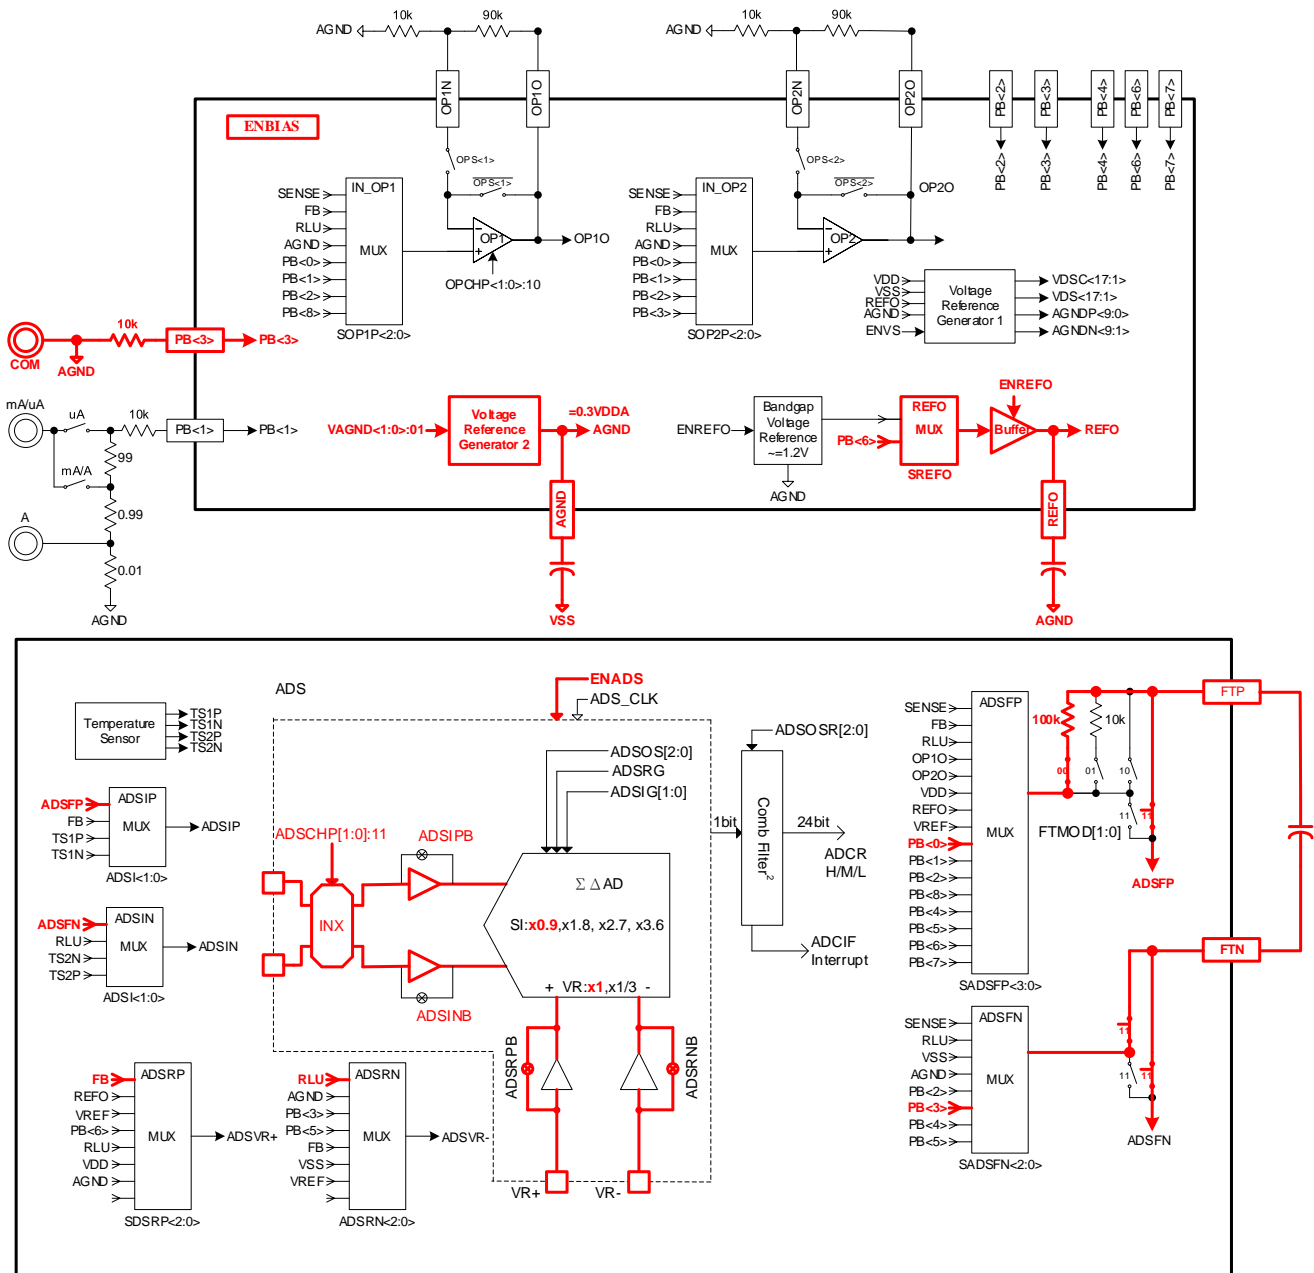 10k
90k
AGND
OP1N
OP1O
10k
90k
AGND
OP2N
OP2O
PB<2>
PB<3>
PB<4>
PB<6>
PB<7>
PB<2>
PB<3>
PB<4>
PB<6>
PB<7>
ENBIAS
OPS<1>
OPS<1>
IN_OP1
SENSE
FB
RLU
AGND
PB<0>
PB<1>
PB<2>
PB<8>
MUX
SOP1P<2:0>
OP1
OP1O
OPCHP<1:0>:10
OPS<2>
OPS<2>
OP2O
IN_OP2
SENSE
FB
RLU
AGND
PB<0>
PB<1>
PB<2>
PB<3>
MUX
SOP2P<2:0>
OP2
VDD
VSS
REFO
AGND
ENVS
Voltage
Reference
Generator 1
VDSC<17:1>
VDS<17:1>
AGNDP<9:0>
AGNDN<9:1>
10k
PB<3>
PB<3>
COM
AGND
mA/uA
uA
10k
PB<1>
PB<1>
99
mA/A
0.99
A
0.01
AGND
VAGND<1:0>:01
Voltage
Reference
Generator 2
=0.3VDDA
AGND
AGND
VSS
ENREFO
Bandgap
Voltage
Reference
~=1.2V
AGND
PB<6>
REFO
MUX
SREFO
ENREFO
Buffer
REFO
REFO
AGND
ADS
ENADS
ADS_CLK
Temperature
Sensor
TS1P
TS1N
TS2P
TS2N
ADSFP
FB
TS1P
TS1N
ADSIP
MUX
ADSIP
ADSI<1:0>
ADSFN
RLU
TS2N
TS2P
ADSIN
MUX
ADSIN
ADSI<1:0>
FB
REFO
VREF
PB<6>
RLU
VDD
AGND
ADSRP
MUX
ADSVR+
SDSRP<2:0>
RLU
AGND
PB<3>
PB<5>
FB
VSS
VREF
ADSRN
MUX
ADSVR-
ADSRN<2:0>
ADSOS[2:0]
ADSRG
ADSIG[1:0]
ADSCHP[1:0]:11
ADSIPB
INX
ADSINB
Σ Δ AD
SI:x0.9,x1.8, x2.7, x3.6
+ VR:x1,x1/3 -
ADSRPB
ADSRNB
VR+
VR-
ADSOSR[2:0]
1bit
Comb Filter2
24bit
ADCR
H/M/L
ADCIF
Interrupt
ADSFP
SENSE
FB
RLU
OP1O
OP2O
VDD
REFO
VREF
PB<0>
PB<1>
PB<2>
PB<8>
PB<4>
PB<5>
PB<6>
PB<7>
MUX
SADSFP<3:0>
100k
10k
00
01
10
11
11
FTMOD[1:0]
ADSFP
FTP
FTN
ADSFN
SENSE
RLU
VSS
AGND
PB<2>
PB<3>
PB<4>
PB<5>
MUX
SADSFN<2:0>
11
11
11
ADSFN